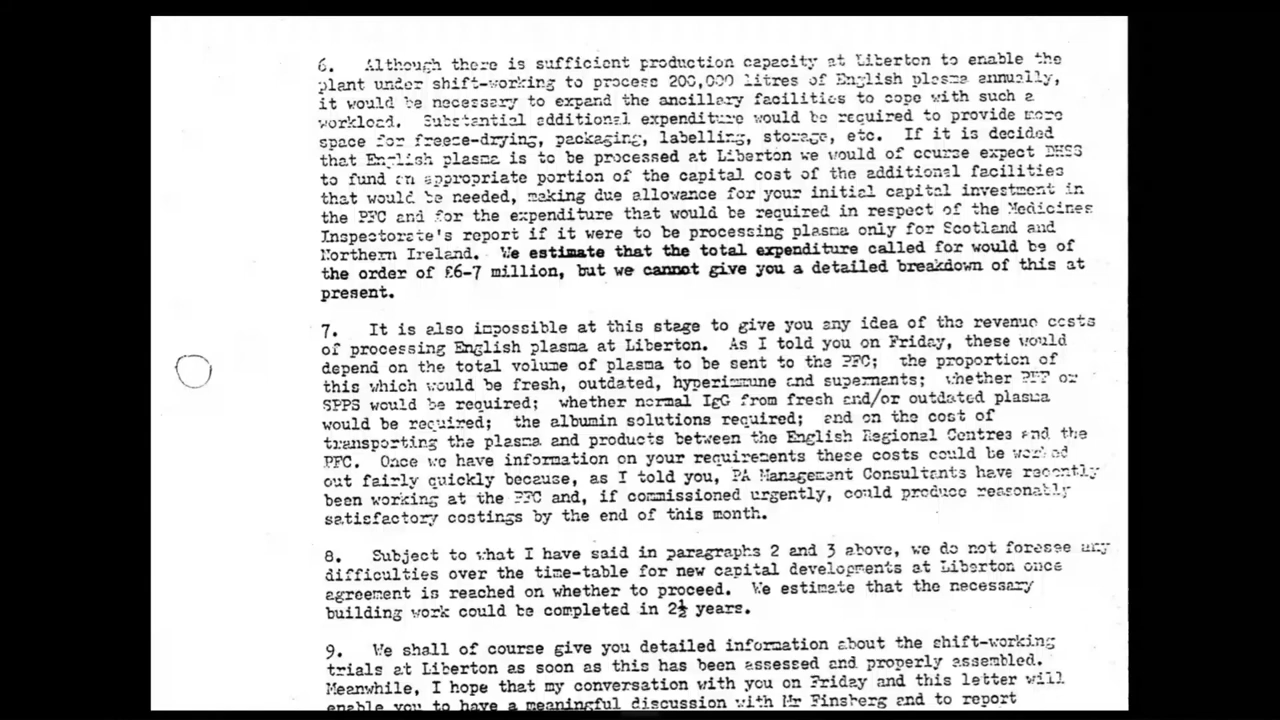 6. Although there is sufficient production capacity at Liberton to enable the
plant under shift-working to process 200,000 litres of English plasma annually,
it would be necessary to expand the ancillary facilities to cope with such a
workload. Substantial additional expenditure would be required to provide more
space for freeze-drying, packaging, labelling, storage, etc. If it is decided
that English plasma is to be processed at Liberton we would of course expect DHSS
to fund an appropriate portion of the capital cost of the additional facilities
that would be needed, making due allowance for your initial capital investment in
the PFC and for the expenditure that would be required in respect of the Medicines
Inspectorate's report if it were to be processing plasma only for Scotland and
Northern Ireland. We estimate that the total expenditure called for would be of
the order of £6-7 million, but we cannot give you a detailed breakdown of this at
present.
7. It is also impossible at this stage to give you any idea of the revenue costs
of processing English plasma at Liberton. As I told you on Friday, these would
depend on the total volume of plasma to be sent to the PFC; the proportion of
this which would be fresh, outdated, hyperimmune and supernants; whether PPF or
SPPS would be required; whether normal IgG from fresh and/or outdated plasma
would be required; the albumin solutions required; and on the cost of
transporting the plasma and products between the English Regional Centres and the
PFC. Once we have information on your requirements these costs could be worked
out fairly quickly because, as I told you, PA Management Consultants have recently
been working at the PFC and, if commissioned urgently, could produce reasonably
satisfactory costings by the end of this month.
8. Subject to what I have said in paragraphs 2 and 3 above, we do not foresee any
difficulties over the time-table for new capital developments at Liberton once
agreement is reached on whether to proceed. We estimate that the necessary
building work could be completed in 2½ years.
9. We shall of course give you detailed information about the shift-working
trials at Liberton as soon as this has been assessed and properly assembled.
Meanwhile, I hope that my conversation with you on Friday and this letter will
enable you to have a meaningful discussion with Mr Finsberg and to report